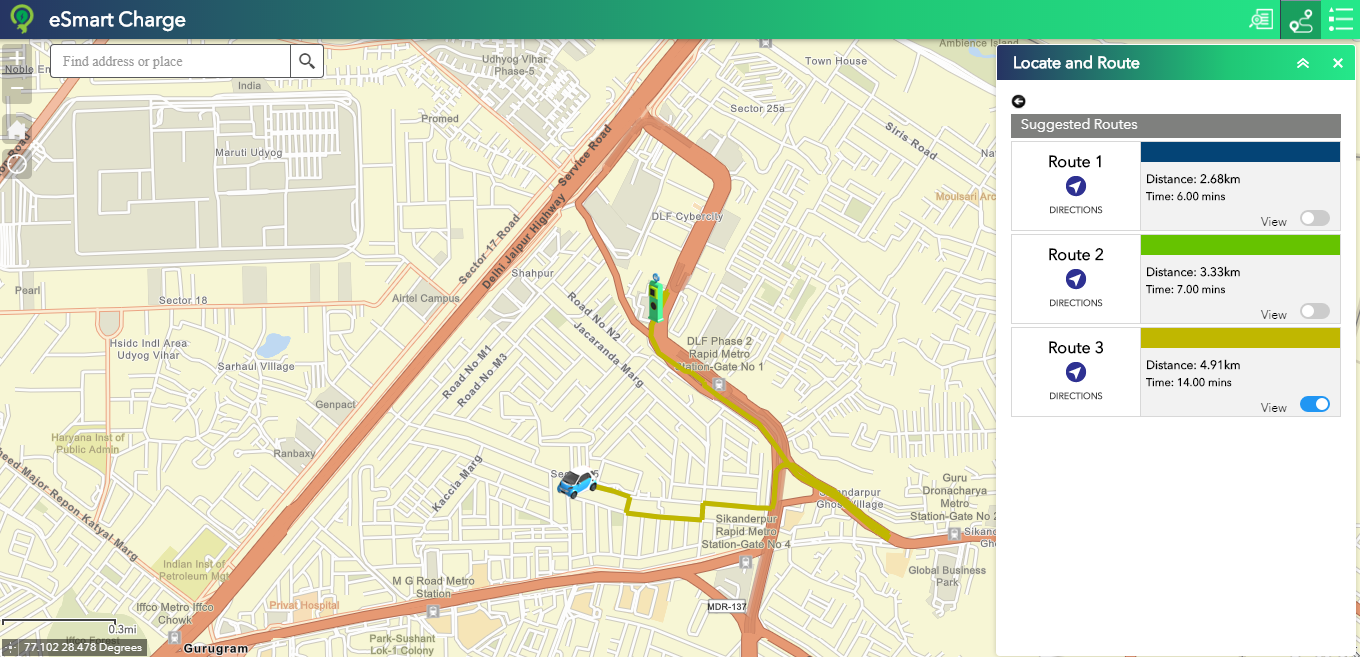 eSmart Charge
Find address or place
Noble En
India
Udhyog Vihar
Phase-5
Ambience Island
Town House
Promed
Sector 25a
Siris Road
Maruti Udyog
Service Road
Moulsari Arc
DLF Cybercity
Sector 17 Road
Delhi Jaipur Highway
Shahpur
Pearl
Sector 18
Airtel Campus
Road No N2
Jacaranda Marg
Hsidc Indl Area
Udyog Vihar
Sarhaul Village
Road No M1
Road No M3
DLF Phase 2
Rapid Metro
Station-Gate No 1
Genpact
Haryana Inst of
Public Admin
Ranbaxy
Kaccia Marg
Sikandarpur
Ghosi Village
Guru
Dronacharya
Metro
Station-Gate No 2
Sikanderpur
Rapid Metro
Station-Gate No 4
Sikan
Gh
Major Repon Katyal Marg
Indian Inst of
Petroleum Mgt
M G Road Metro
Station
Global Business
Park
Privat Hospital
MDR-137
Iffco Metro Iffco
Chowk
Iffco Forest
Park-Sushant
Lok-1 Colony
Gurugram
0.3mi
77.102 28.478 Degrees
Locate and Route
Suggested Routes
Route 1
DIRECTIONS
Distance: 2.68km
Time: 6.00 mins
View
Route 2
DIRECTIONS
Distance: 3.33km
Time: 7.00 mins
View
Route 3
DIRECTIONS
Distance: 4.91km
Time: 14.00 mins
View